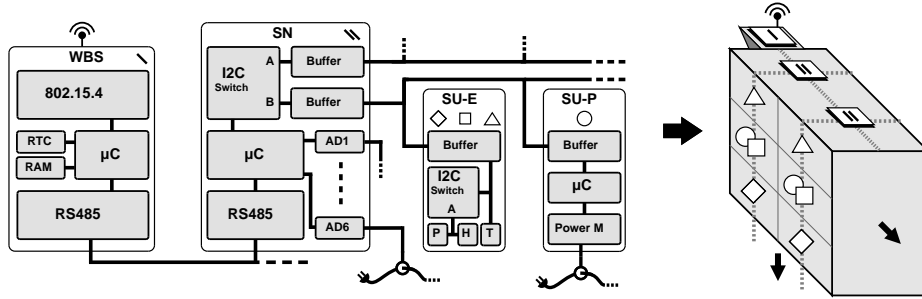 WBS
802.15.4
RTC
µC
RAM
RS485
SN
I2C
Switch
A
B
Buffer
Buffer
µC
AD1
RS485
AD6
SU-E
Buffer
I2C
Switch
A
P
H
T
SU-P
Buffer
µC
Power M